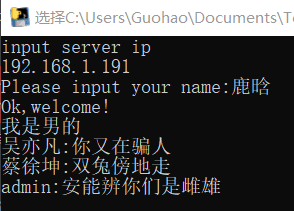 选择C:\Users\Guohao\Documents\Te
input server ip
192.168.1.191
Please input your name:鹿晗
Ok,welcome!
我是男的
吴亦凡:你又在骗人
蔡徐坤:双兔傍地走
admin:安能辨你们是雌雄